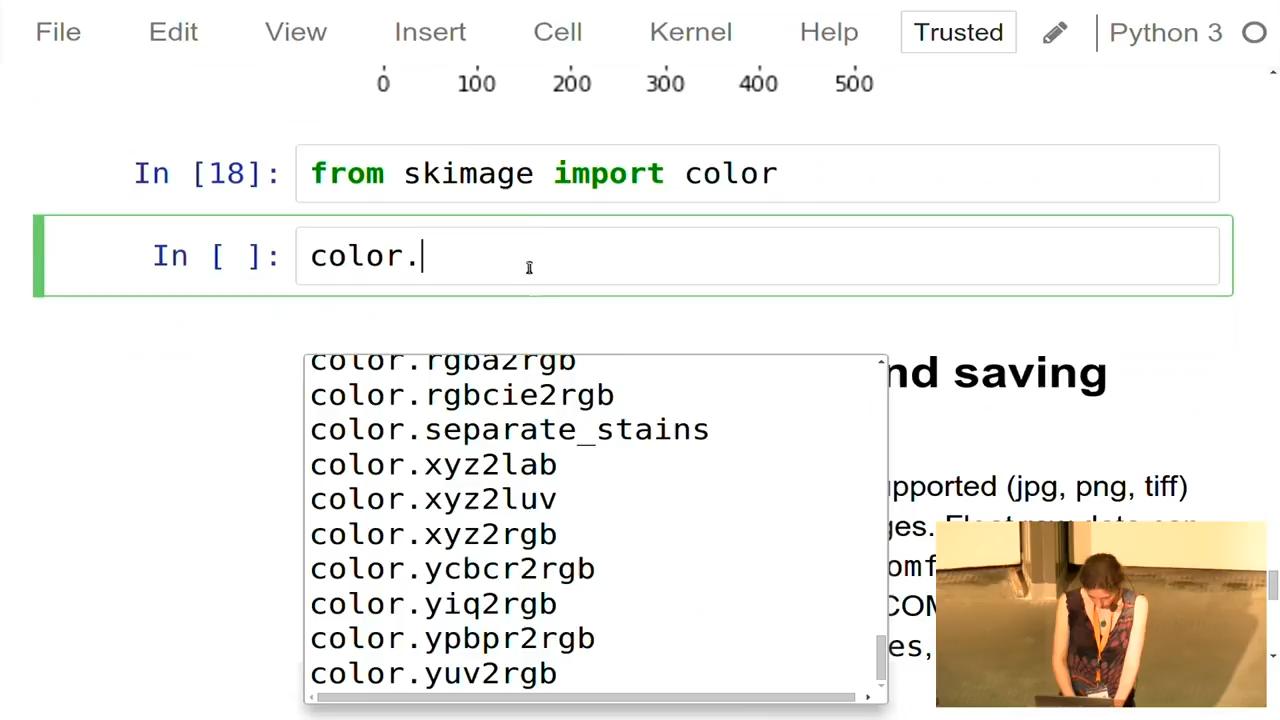 File Edit View Insert Cell Kernel Help Trusted Python 3
0 100 200 300 400 500
In [18]: from skimage import color
In [ ]: color.
color.rgba2rgb
color.rgbcie2rgb
color.separate_stains
color.xyz2lab
color.xyz2luv
color.xyz2rgb
color.ycbcr2rgb
color.yiq2rgb
color.ypbpr2rgb
color.yuv2rgb
nd saving
pported (jpg, png, tiff)